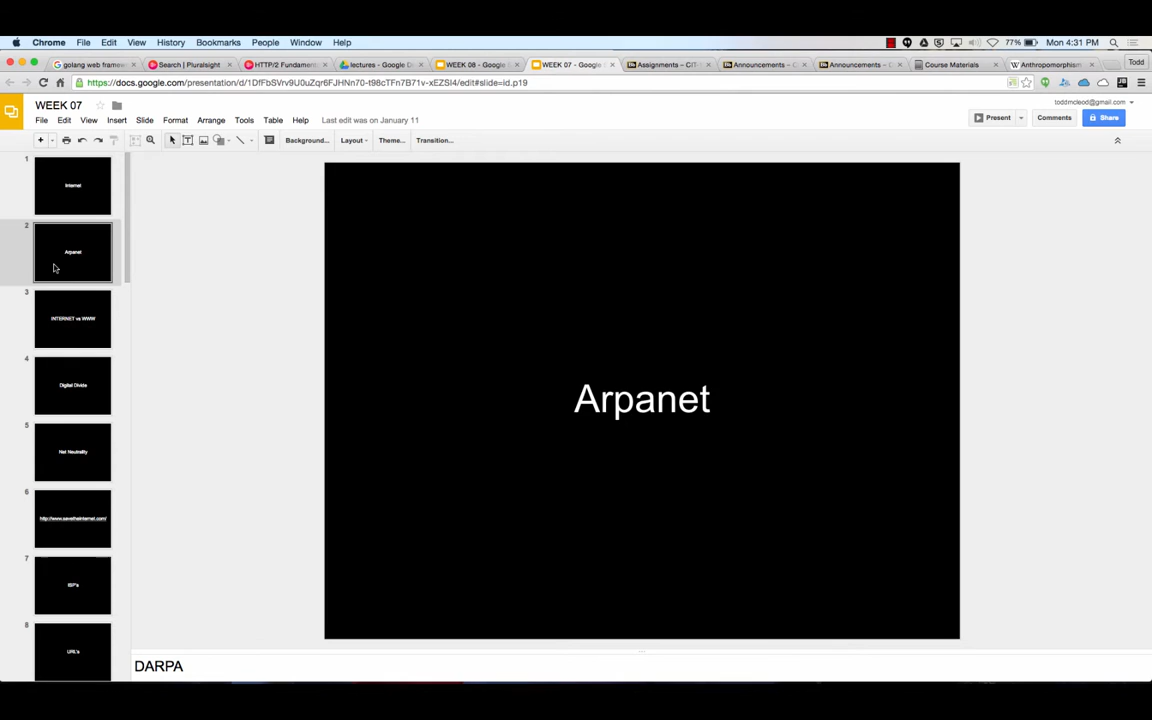 Chrome File Edit View History Bookmarks People Window Help 77% Mon 4:31 PM
golang web framew Search | Pluralsight HTTP/2 Fundament lectures - Google D WEEK 08 - Google WEEK 07 - Google Assignments – CIT Announcements – C Announcements – C Course Materials Anthropomorphism Todd
https://docs.google.com/presentation/d/1DfFbSVrv9U0uZqr6FJHNn70-t98cTFn7B71v-xEZSI4/edit#slide=id.p19
WEEK 07 toddmcleod@gmail.com
File Edit View Insert Format Arrange Slide Tools Table Help Last edit was on January 11 Present Comments Share
Background... Layout Theme... Transition...
1 Internet
2 Arpanet
3 INTERNET vs WWW
4 Digital Divide
5 Net Neutrality
6 http://www.savetheinternet.com/
7 ISP's
8 URL's
Arpanet
DARPA